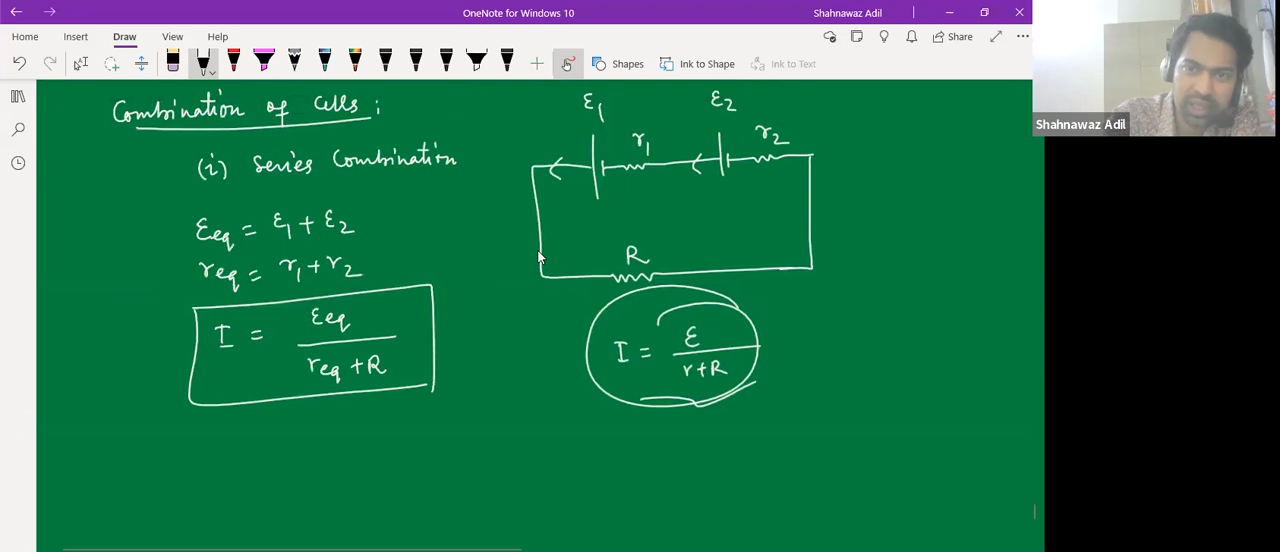 OneNote for Windows 10
Shahnawaz Adil
Home Insert Draw View Help
Shapes Ink to Shape Ink to Text Share
Shahnawaz Adil
Combination of Cells :
(i) Series Combination
εeq = ε1 + ε2
req = r1 + r2
I = εeq / req + R
ε1 ε2
r1 r2
R
I = ε / r + R